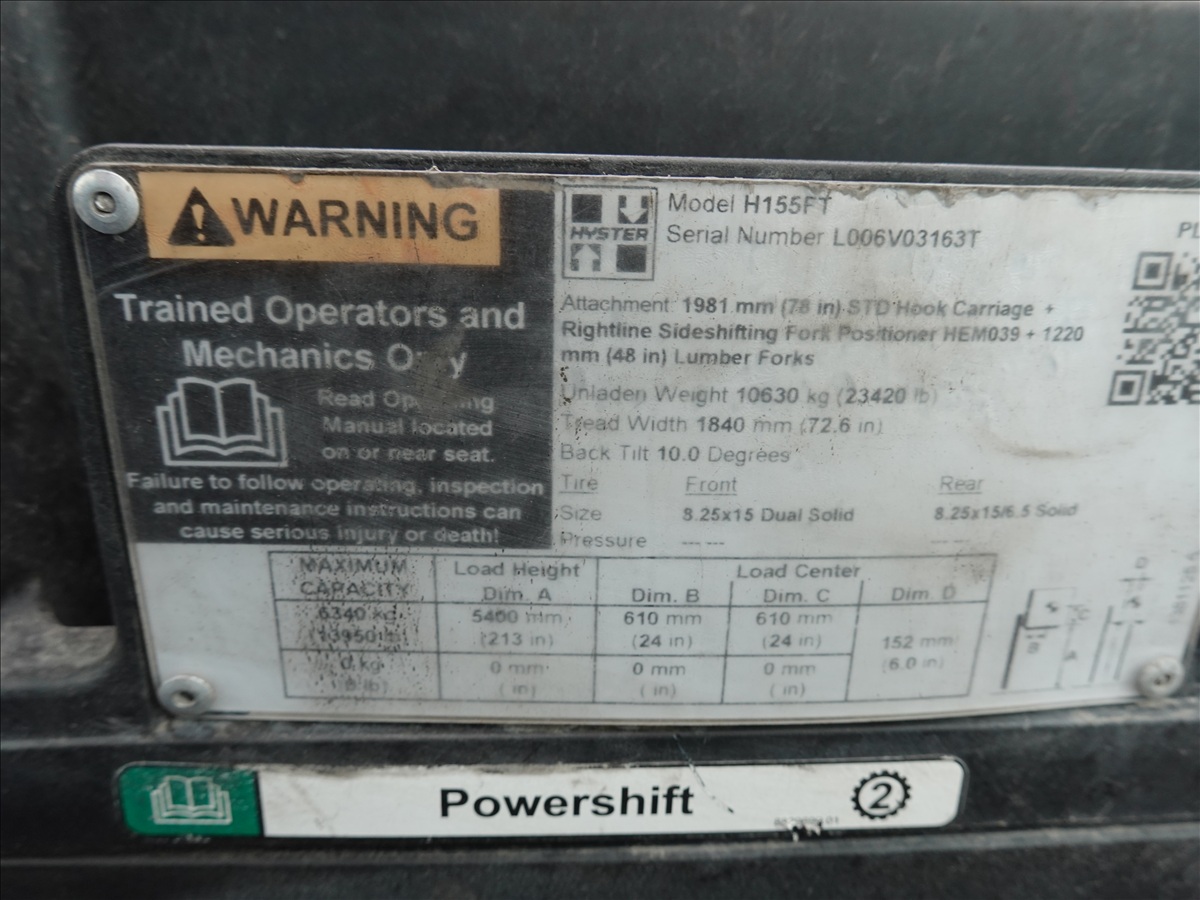 WARNING
Trained Operators and
Mechanics Only
Read Operating
Manual located
on or near seat.
Failure to follow operating, inspection
and maintenance instructions can
cause serious injury or death!
HYSTER
Model H155FT
Serial Number L006V03163T
PL
Attachment 1981 mm (78 in) STD Hook Carriage +
Rightline Sideshifting Fork Positioner HEM039 + 1220
mm (48 in) Lumber Forks
Unladen Weight 10630 kg (23420 lb)
Tread Width 1840 mm (72.6 in)
Back Tilt 10.0 Degrees
Tire Front Rear
Size 8.25x15 Dual Solid 8.25x15/6.5 Solid
Pressure --- --- --- ---
MAXIMUM CAPACITY Load Height Dim. A Load Center Dim. B Dim. C Dim. D
6340 kg 5400 mm 610 mm 610 mm 152 mm
(13950 lb) (213 in) (24 in) (24 in) (6.0 in)
0 kg 0 mm 0 mm 0 mm
(0 lb) ( in) ( in) ( in)
B A D
Powershift 2